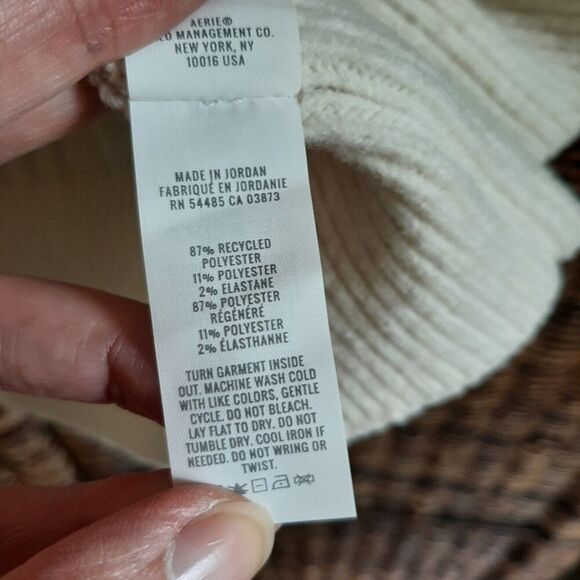 AERIE®
MANAGEMENT CO.
NEW YORK, NY
10016 USA
MADE IN JORDAN
FABRIQUÉ EN JORDANIE
RN 54485 CA 03873
87% RECYCLED
POLYESTER
11% POLYESTER
2% ELASTANE
87% POLYESTER
RÉGÉNÉRÉ
11% POLYESTER
2% ÉLASTHANNE
TURN GARMENT INSIDE
OUT. MACHINE WASH COLD
WITH LIKE COLORS, GENTLE
CYCLE. DO NOT BLEACH.
LAY FLAT TO DRY. DO NOT
TUMBLE DRY. COOL IRON IF
NEEDED. DO NOT WRING OR
TWIST.